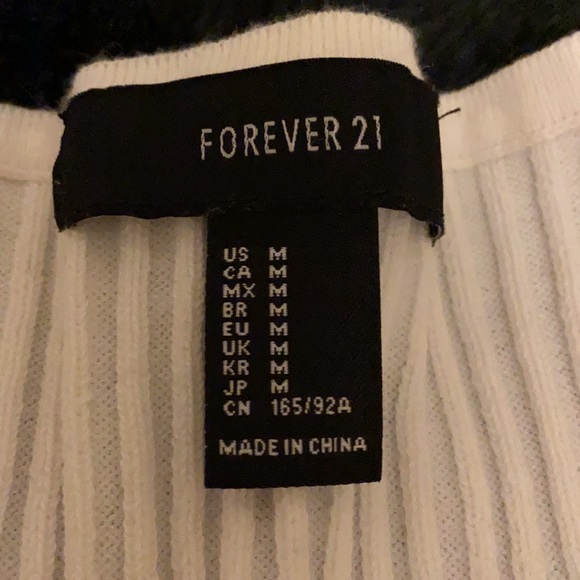 FOREVER 21
US M
CA M
MX M
BR M
EU M
UK M
KR M
JP M
CN 165/92A
MADE IN CHINA